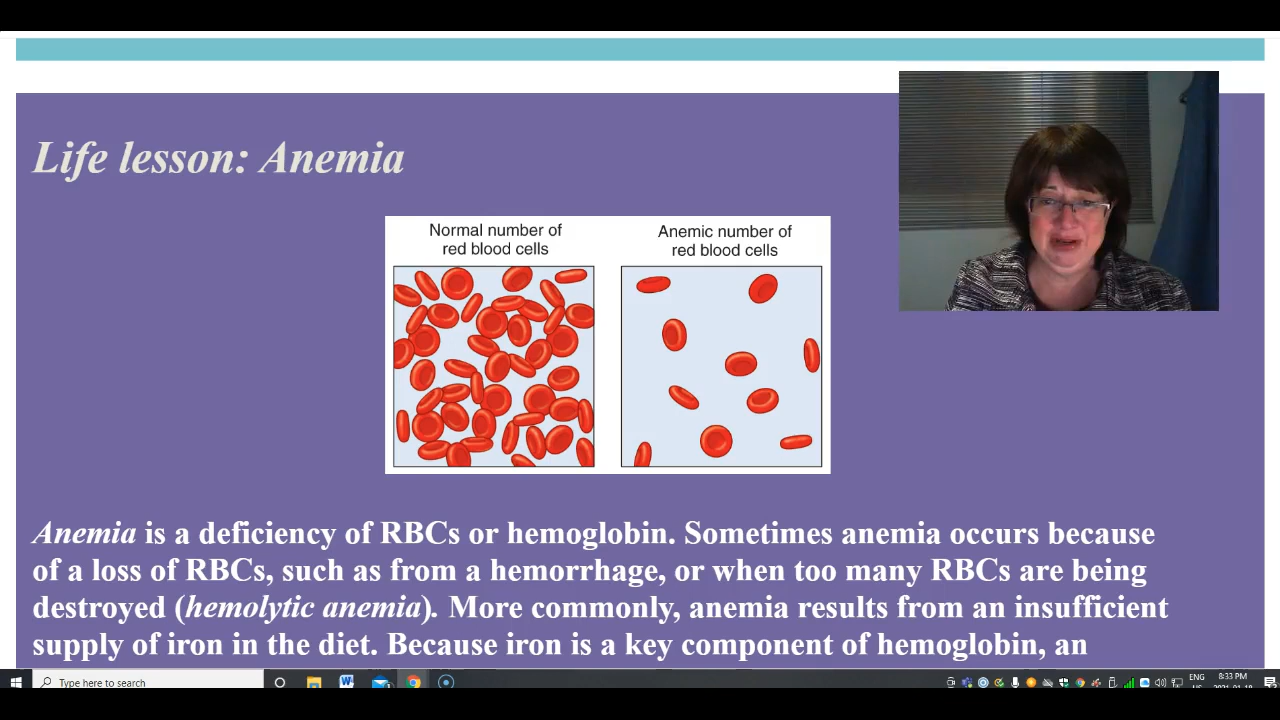 Life lesson: Anemia
Normal number of
red blood cells
Anemic number of
red blood cells
Anemia is a deficiency of RBCs or hemoglobin. Sometimes anemia occurs because
of a loss of RBCs, such as from a hemorrhage, or when too many RBCs are being
destroyed (hemolytic anemia). More commonly, anemia results from an insufficient
supply of iron in the diet. Because iron is a key component of hemoglobin, an
Type here to search
ENG
8:33 PM